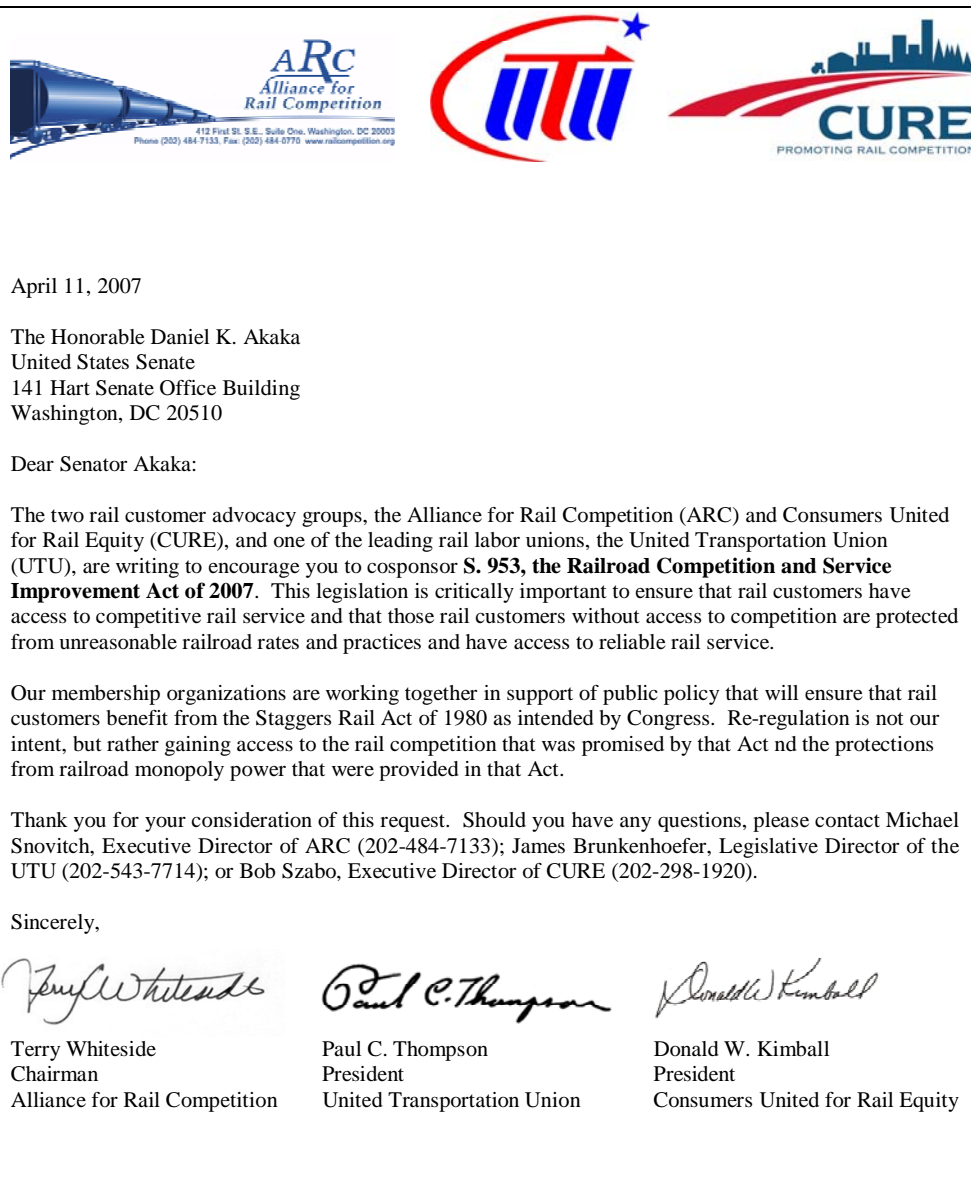 ARC
Alliance for
Rail Competition
412 First St. S.E., Suite One, Washington, DC 20003
Phone (202) 484-7133, Fax: (202) 484-0770 www.railcompetition.org
UTU
CURE
PROMOTING RAIL COMPETITION
April 11, 2007
The Honorable Daniel K. Akaka
United States Senate
141 Hart Senate Office Building
Washington, DC 20510
Dear Senator Akaka:
The two rail customer advocacy groups, the Alliance for Rail Competition (ARC) and Consumers United
for Rail Equity (CURE), and one of the leading rail labor unions, the United Transportation Union
(UTU), are writing to encourage you to cosponsor S. 953, the Railroad Competition and Service
Improvement Act of 2007. This legislation is critically important to ensure that rail customers have
access to competitive rail service and that those rail customers without access to competition are protected
from unreasonable railroad rates and practices and have access to reliable rail service.
Our membership organizations are working together in support of public policy that will ensure that rail
customers benefit from the Staggers Rail Act of 1980 as intended by Congress. Re-regulation is not our
intent, but rather gaining access to the rail competition that was promised by that Act nd the protections
from railroad monopoly power that were provided in that Act.
Thank you for your consideration of this request. Should you have any questions, please contact Michael
Snovitch, Executive Director of ARC (202-484-7133); James Brunkenhoefer, Legislative Director of the
UTU (202-543-7714); or Bob Szabo, Executive Director of CURE (202-298-1920).
Sincerely,
Terry Whiteside Paul C. Thompson Donald W. Kimball
Terry Whiteside Paul C. Thompson Donald W. Kimball
Chairman President President
Alliance for Rail Competition United Transportation Union Consumers United for Rail Equity